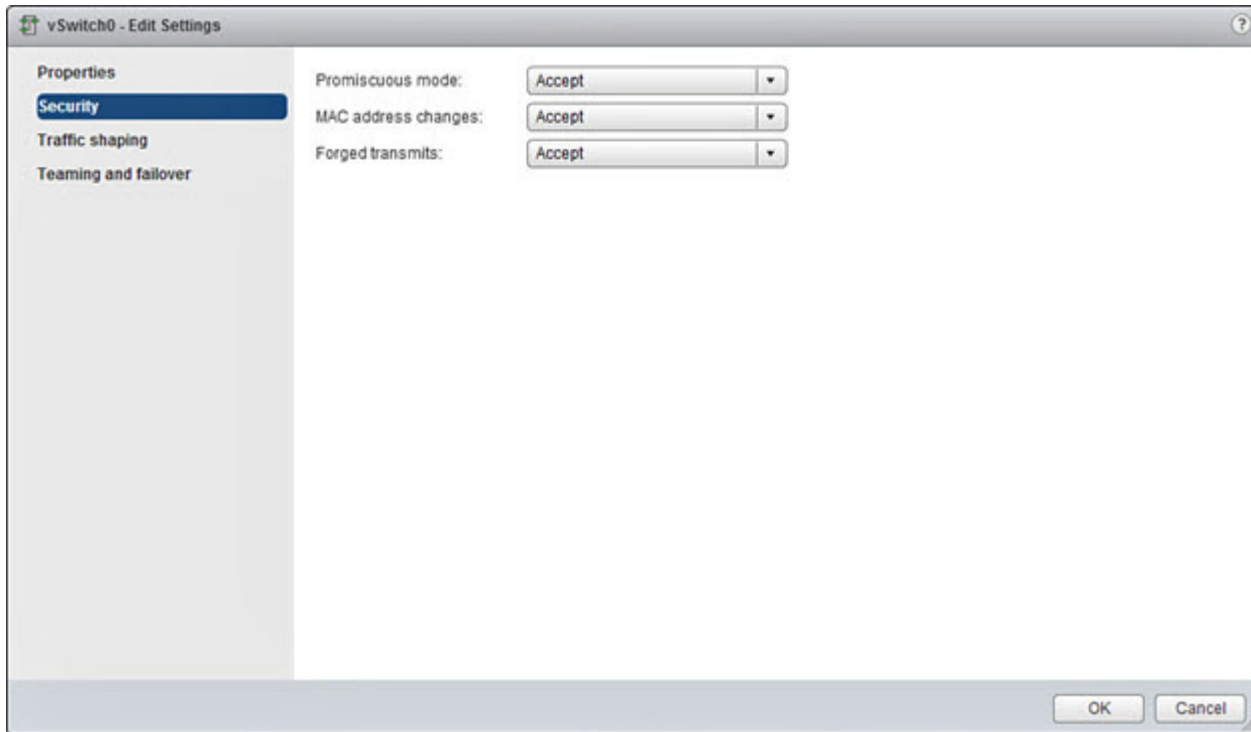 vSwitch0 - Edit Settings
?
Properties
Security
Traffic shaping
Teaming and failover
Promiscuous mode: Accept
MAC address changes: Accept
Forged transmits: Accept
OK Cancel